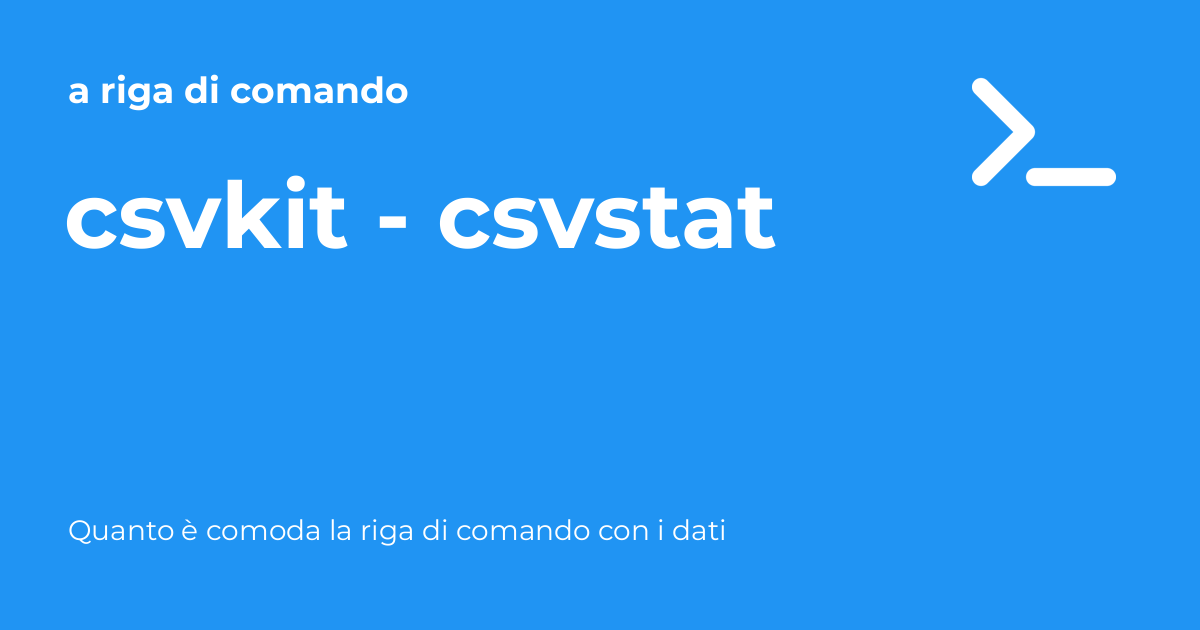 a riga di comando
csvkit - csvstat
Quanto è comoda la riga di comando con i dati